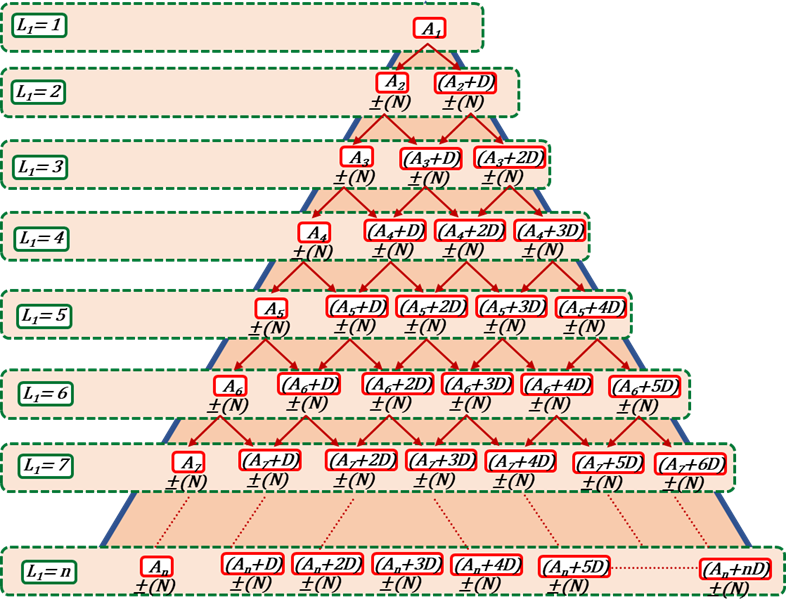 L₁= 1 A₁
L₁= 2 A₂ (A₂+D)
±(N) ±(N)
L₁= 3 A₃ (A₃+D) (A₃+2D)
±(N) ±(N) ±(N)
L₁= 4 A₄ (A₄+D) (A₄+2D) (A₄+3D)
±(N) ±(N) ±(N) ±(N)
L₁= 5 A₅ (A₅+D) (A₅+2D) (A₅+3D) (A₅+4D)
±(N) ±(N) ±(N) ±(N) ±(N)
L₁= 6 A₆ (A₆+D) (A₆+2D) (A₆+3D) (A₆+4D) (A₆+5D)
±(N) ±(N) ±(N) ±(N) ±(N) ±(N)
L₁= 7 A₇ (A₇+D) (A₇+2D) (A₇+3D) (A₇+4D) (A₇+5D) (A₇+6D)
±(N) ±(N) ±(N) ±(N) ±(N) ±(N) ±(N)
L₁= n Aₙ (Aₙ+D) (Aₙ+2D) (Aₙ+3D) (Aₙ+4D) (Aₙ+5D) (Aₙ+nD)
±(N) ±(N) ±(N) ±(N) ±(N) ±(N) ±(N)